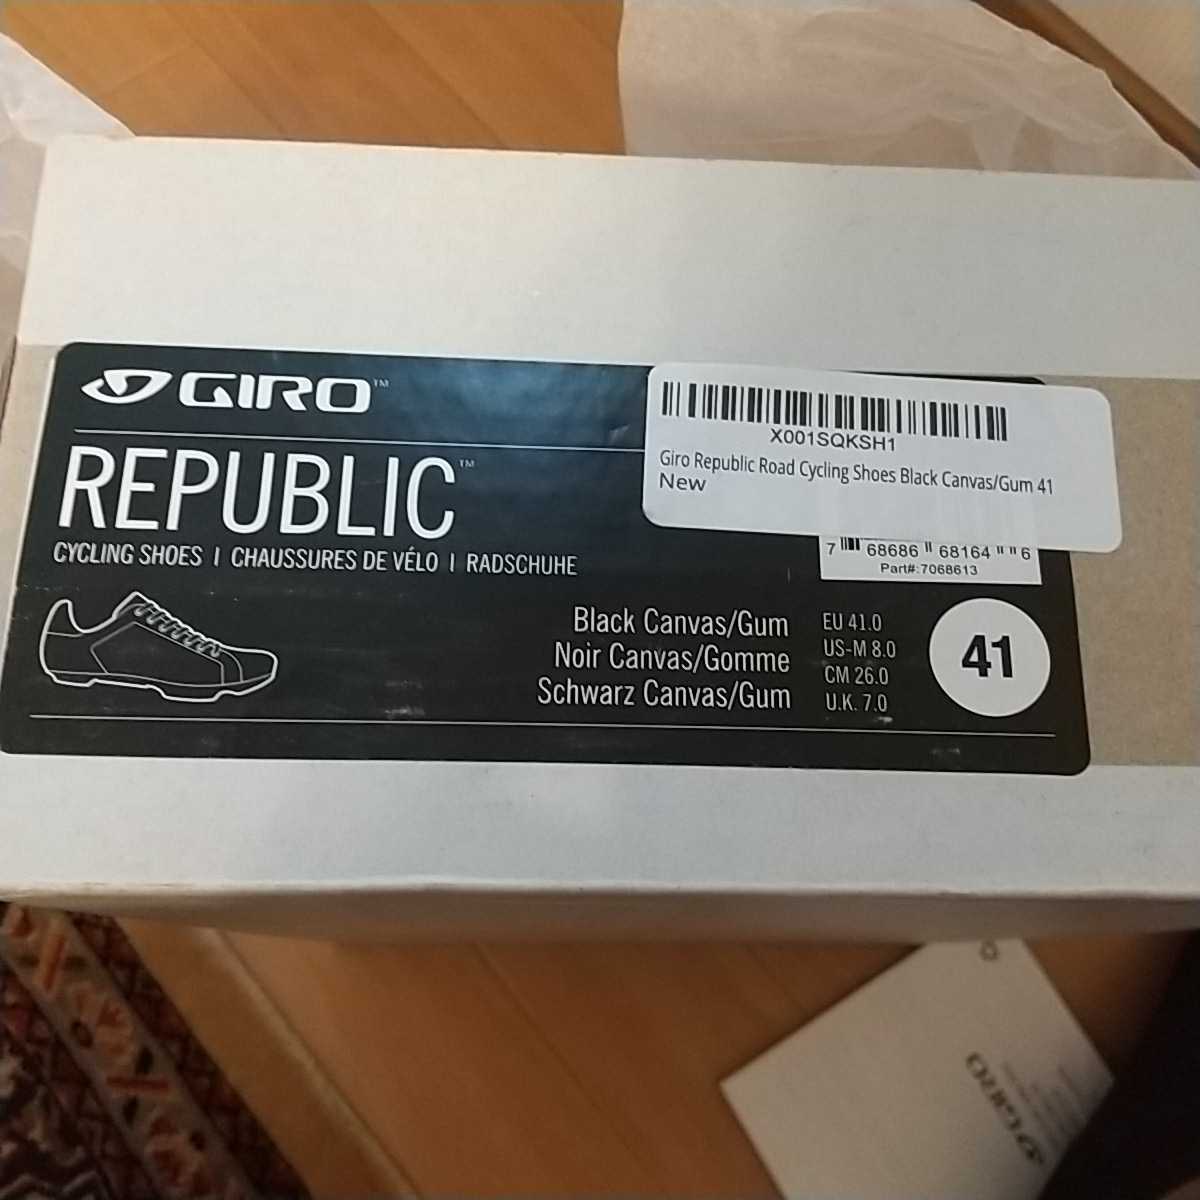 GIRO™
REPUBLIC™
CYCLING SHOES | CHAUSSURES DE VÉLO | RADSCHUHE
X001SQKSH1
Giro Republic Road Cycling Shoes Black Canvas/Gum 41
New
7 68686 68164 6
Part#:7068613
Black Canvas/Gum
Noir Canvas/Gomme
Schwarz Canvas/Gum
EU 41.0
US-M 8.0
CM 26.0
U.K. 7.0
41
GIRO